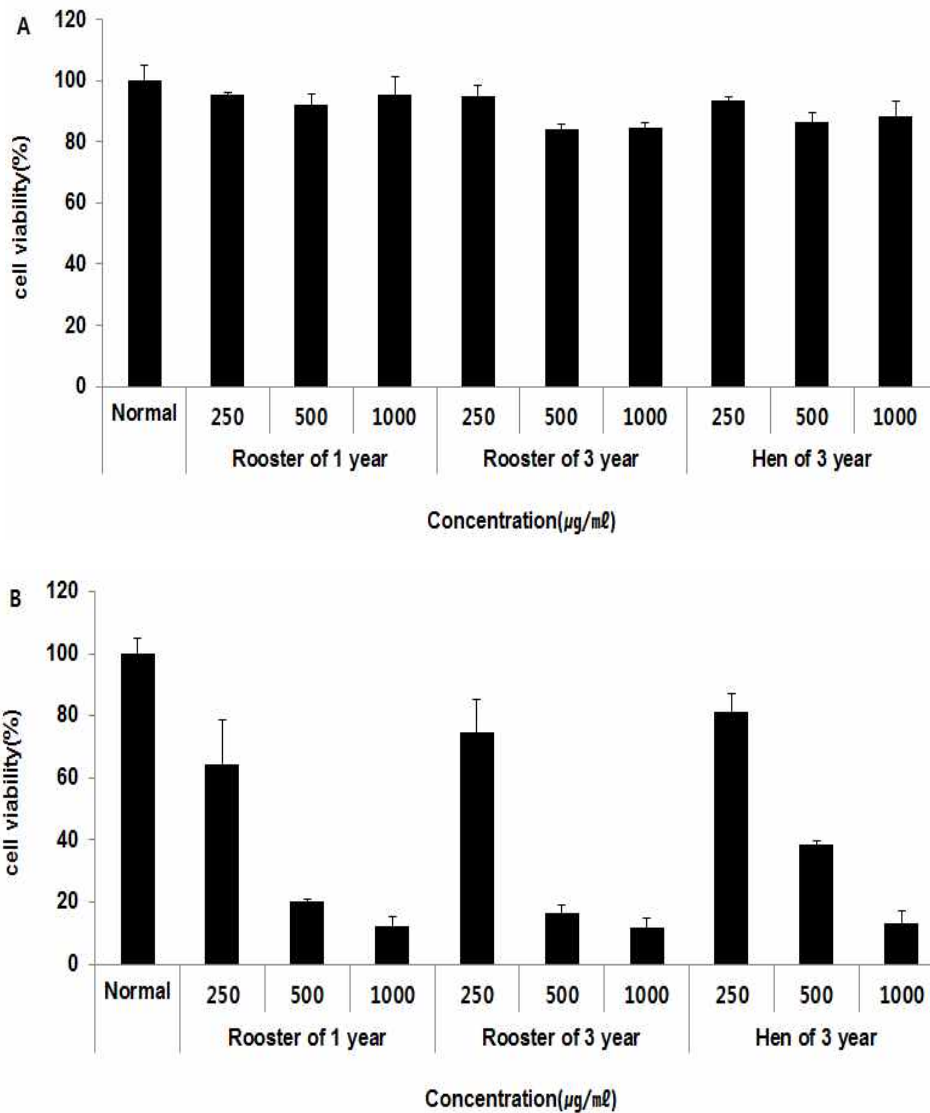 A
120
100
80
60
40
20
0
cell viability(%)
Normal 250 500 1000 250 500 1000 250 500 1000
Rooster of 1 year Rooster of 3 year Hen of 3 year
Concentration(μg/mℓ)
B
120
100
80
60
40
20
0
cell viability(%)
Normal 250 500 1000 250 500 1000 250 500 1000
Rooster of 1 year Rooster of 3 year Hen of 3 year
Concentration(μg/mℓ)